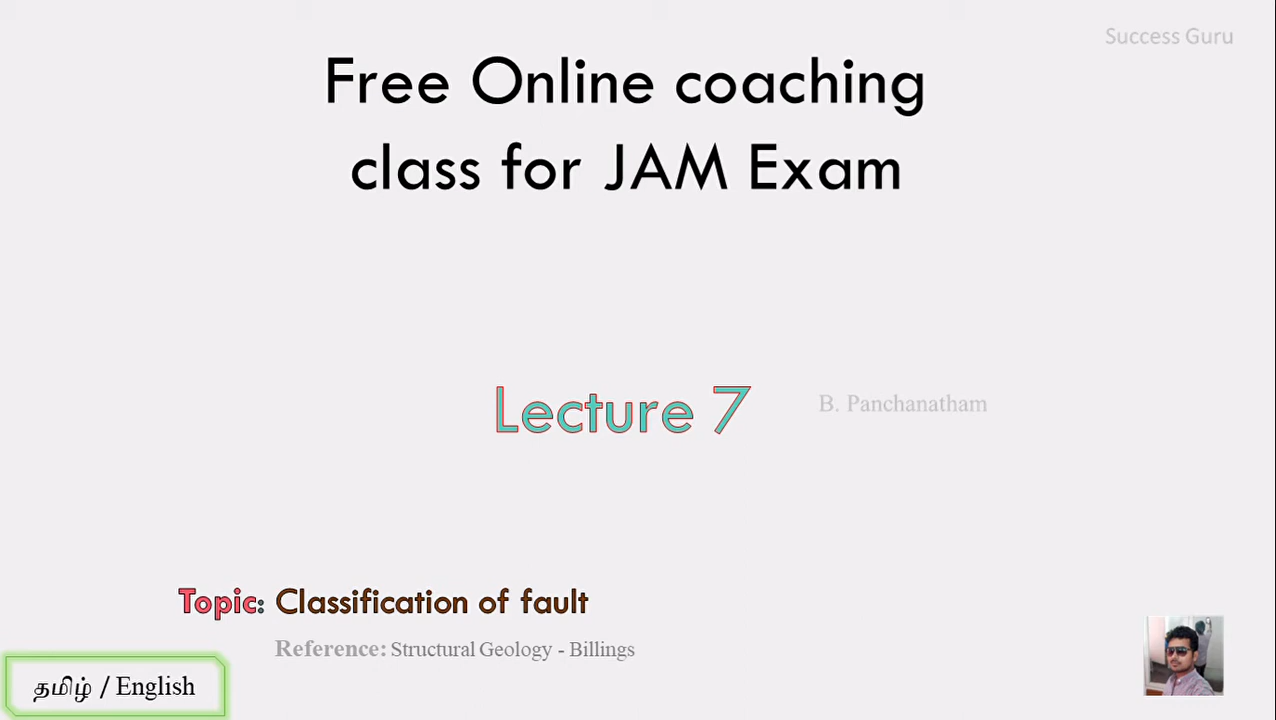 Success Guru
Free Online coaching
class for JAM Exam
Lecture 7
B. Panchanatham
Topic: Classification of fault
Reference: Structural Geology - Billings
தமிழ் / English